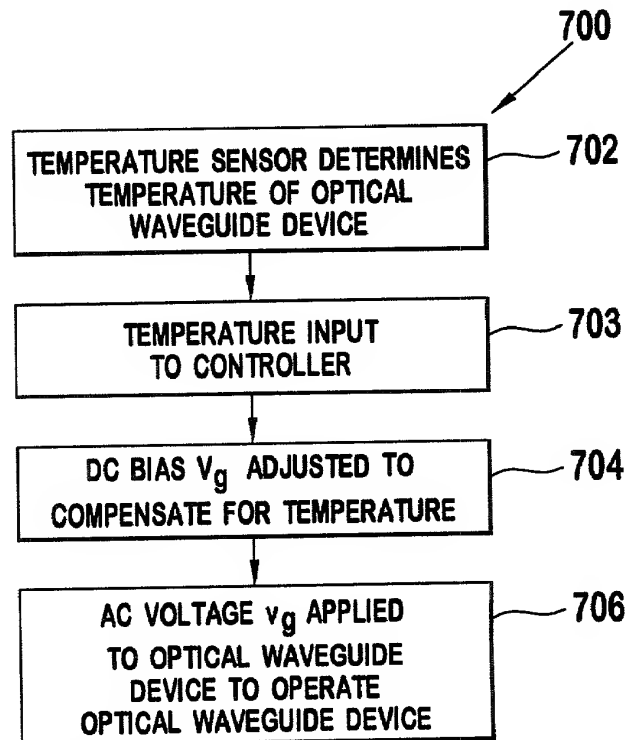 700
TEMPERATURE SENSOR DETERMINES
TEMPERATURE OF OPTICAL
WAVEGUIDE DEVICE
702
TEMPERATURE INPUT
TO CONTROLLER
703
DC BIAS Vg ADJUSTED TO
COMPENSATE FOR TEMPERATURE
704
AC VOLTAGE vg APPLIED
TO OPTICAL WAVEGUIDE
DEVICE TO OPERATE
OPTICAL WAVEGUIDE DEVICE
706